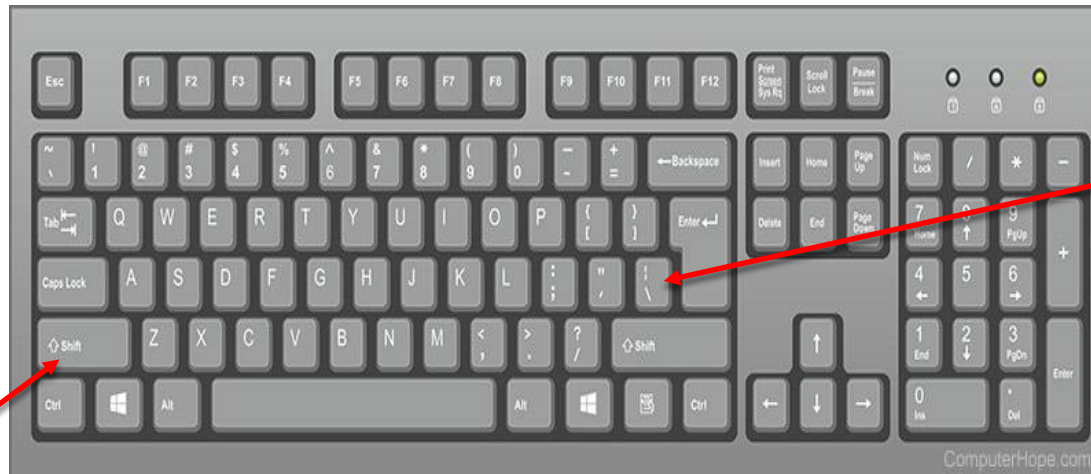 Esc F1 F2 F3 F4 F5 F6 F7 F8 F9 F10 F11 F12 Print Screen Sys Rq Scroll Lock Pause Break
~ ` ! 1 @ 2 # 3 $ 4 % 5 ^ 6 & 7 * 8 ( 9 ) 0 — - + = ←Backspace Insert Home Page Up Num Lock / * −
Tab Q W E R T Y U I O P { [ } ] Enter ↵ Delete End Page Down 7 Home 8 ↑ 9 PgUp +
Caps Lock A S D F G H J K L : ; " ' ¦ \ 4 ← 5 6 →
⇧ Shift Z X C V B N M < , > . ? / ⇧ Shift ↑ 1 End 2 ↓ 3 PgDn Enter
Ctrl Alt Alt Ctrl ← ↓ → 0 Ins . Del
ComputerHope.com